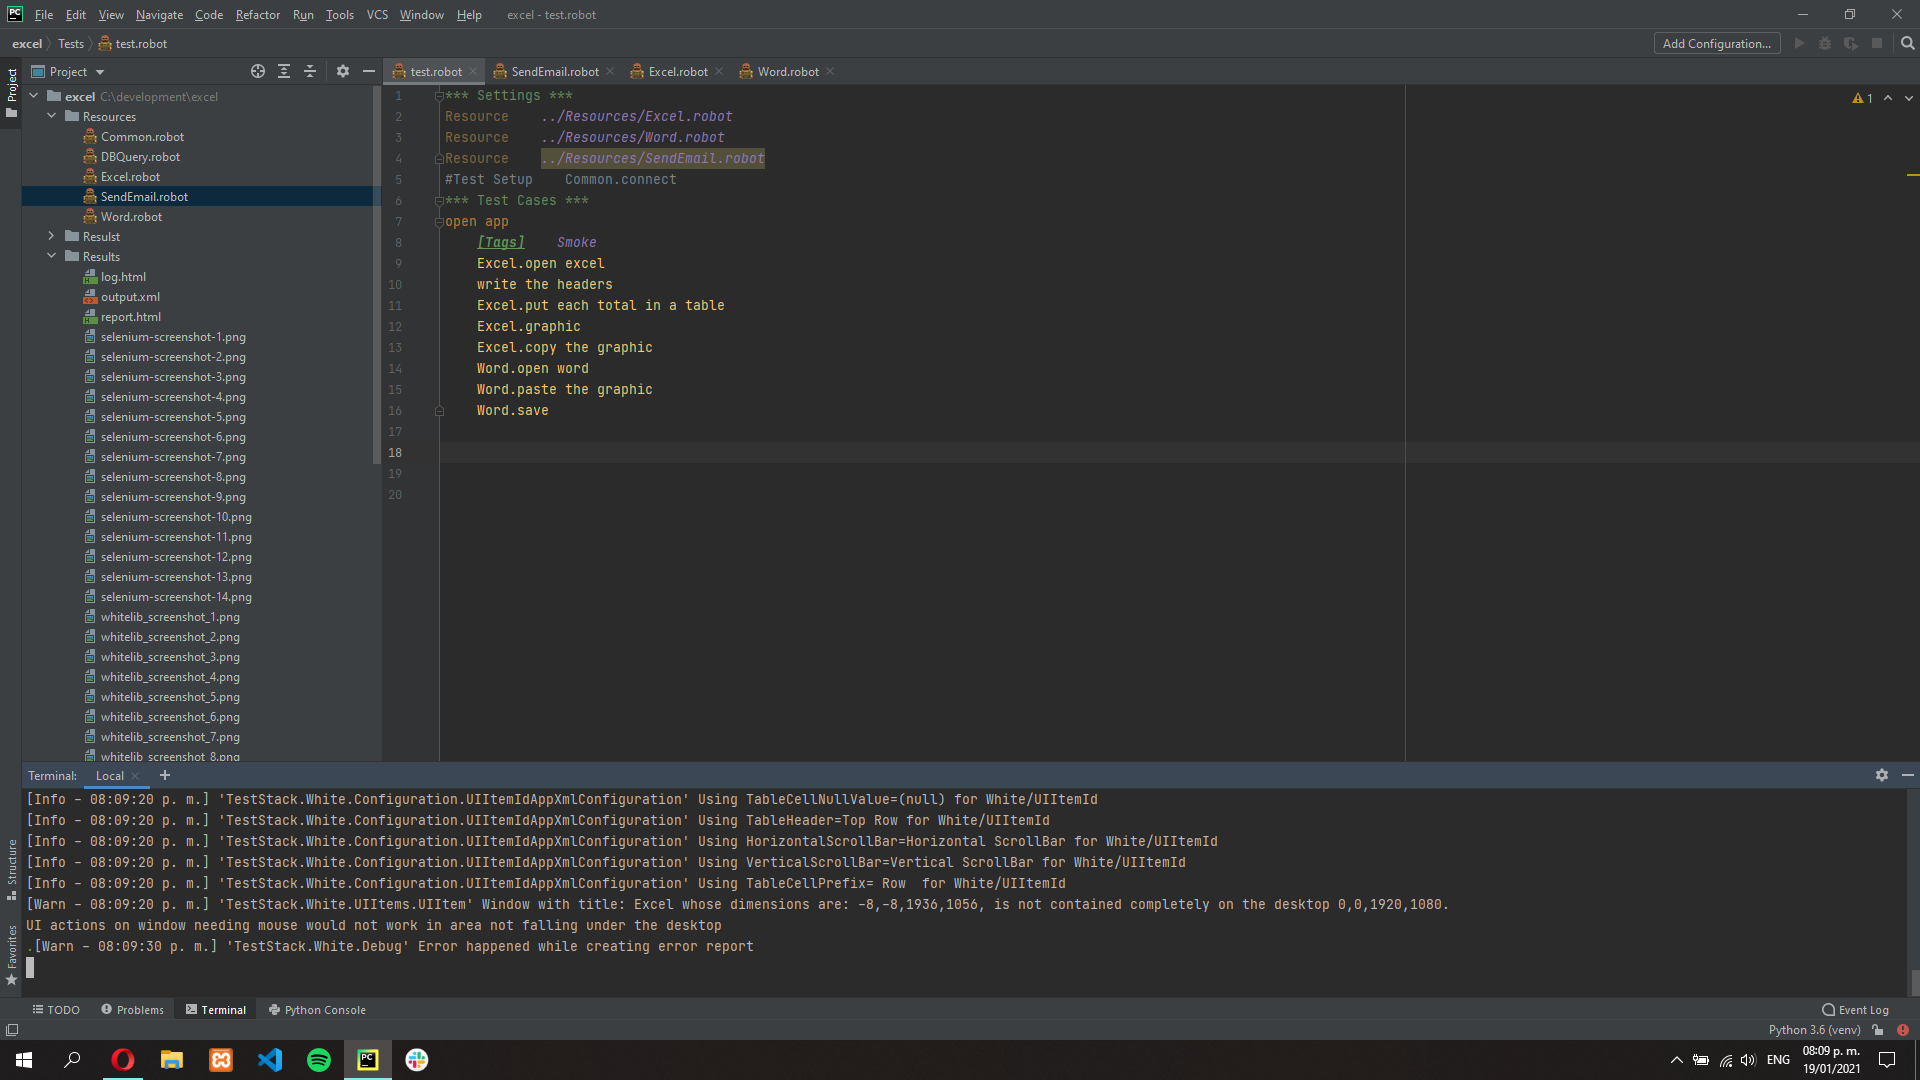 PC File Edit View Navigate Code Refactor Run Tools VCS Window Help excel - test.robot
excel Tests test.robot Add Configuration...
Project
Project
test.robot SendEmail.robot Excel.robot Word.robot
excel C:\development\excel
Resources
Common.robot
DBQuery.robot
Excel.robot
SendEmail.robot
Word.robot
Resulst
Results
log.html
output.xml
report.html
selenium-screenshot-1.png
selenium-screenshot-2.png
selenium-screenshot-3.png
selenium-screenshot-4.png
selenium-screenshot-5.png
selenium-screenshot-6.png
selenium-screenshot-7.png
selenium-screenshot-8.png
selenium-screenshot-9.png
selenium-screenshot-10.png
selenium-screenshot-11.png
selenium-screenshot-12.png
selenium-screenshot-13.png
selenium-screenshot-14.png
whitelib_screenshot_1.png
whitelib_screenshot_2.png
whitelib_screenshot_3.png
whitelib_screenshot_4.png
whitelib_screenshot_5.png
whitelib_screenshot_6.png
whitelib_screenshot_7.png
whitelib_screenshot_8.png
1 *** Settings ***
2 Resource    ../Resources/Excel.robot
3 Resource    ../Resources/Word.robot
4 Resource    ../Resources/SendEmail.robot
5 #Test Setup    Common.connect
6 *** Test Cases ***
7 open app
8     [Tags]    Smoke
9     Excel.open excel
10     write the headers
11     Excel.put each total in a table
12     Excel.graphic
13     Excel.copy the graphic
14     Word.open word
15     Word.paste the graphic
16     Word.save
17
18
19
20
1
Terminal: Local +
[Info - 08:09:20 p. m.] 'TestStack.White.Configuration.UIItemIdAppXmlConfiguration' Using TableCellNullValue=(null) for White/UIItemId
[Info - 08:09:20 p. m.] 'TestStack.White.Configuration.UIItemIdAppXmlConfiguration' Using TableHeader=Top Row for White/UIItemId
[Info - 08:09:20 p. m.] 'TestStack.White.Configuration.UIItemIdAppXmlConfiguration' Using HorizontalScrollBar=Horizontal ScrollBar for White/UIItemId
[Info - 08:09:20 p. m.] 'TestStack.White.Configuration.UIItemIdAppXmlConfiguration' Using VerticalScrollBar=Vertical ScrollBar for White/UIItemId
[Info - 08:09:20 p. m.] 'TestStack.White.Configuration.UIItemIdAppXmlConfiguration' Using TableCellPrefix= Row  for White/UIItemId
[Warn - 08:09:20 p. m.] 'TestStack.White.UIItems.UIItem' Window with title: Excel whose dimensions are: -8,-8,1936,1056, is not contained completely on the desktop 0,0,1920,1080.
UI actions on window needing mouse would not work in area not falling under the desktop
.[Warn - 08:09:30 p. m.] 'TestStack.White.Debug' Error happened while creating error report
Structure
Favorites
TODO Problems Terminal Python Console Event Log
Python 3.6 (venv)
PC ENG 08:09 p. m.
19/01/2021